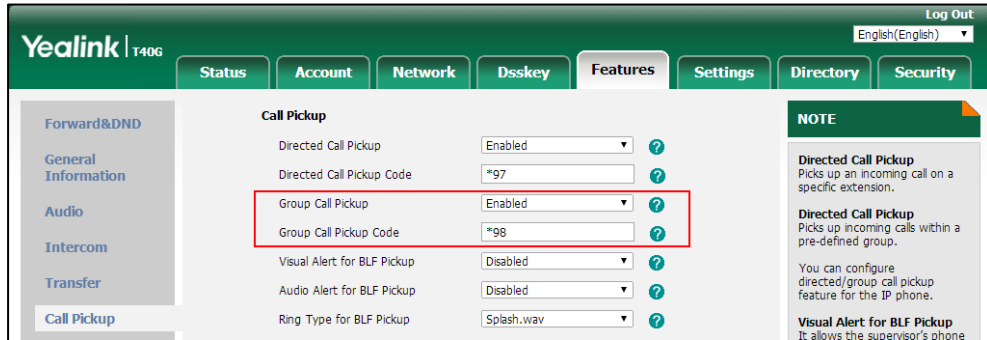 Log Out
Yealink T40G
English(English)
Status Account Network Dsskey Features Settings Directory Security
Forward&DND
General
Information
Audio
Intercom
Transfer
Call Pickup
Call Pickup
Directed Call Pickup Enabled
Directed Call Pickup Code *97
Group Call Pickup Enabled
Group Call Pickup Code *98
Visual Alert for BLF Pickup Disabled
Audio Alert for BLF Pickup Disabled
Ring Type for BLF Pickup Splash.wav
NOTE
Directed Call Pickup
Picks up an incoming call on a
specific extension.
Directed Call Pickup
Picks up incoming calls within a
pre-defined group.
You can configure
directed/group call pickup
feature for the IP phone.
Visual Alert for BLF Pickup
It allows the supervisor's phone